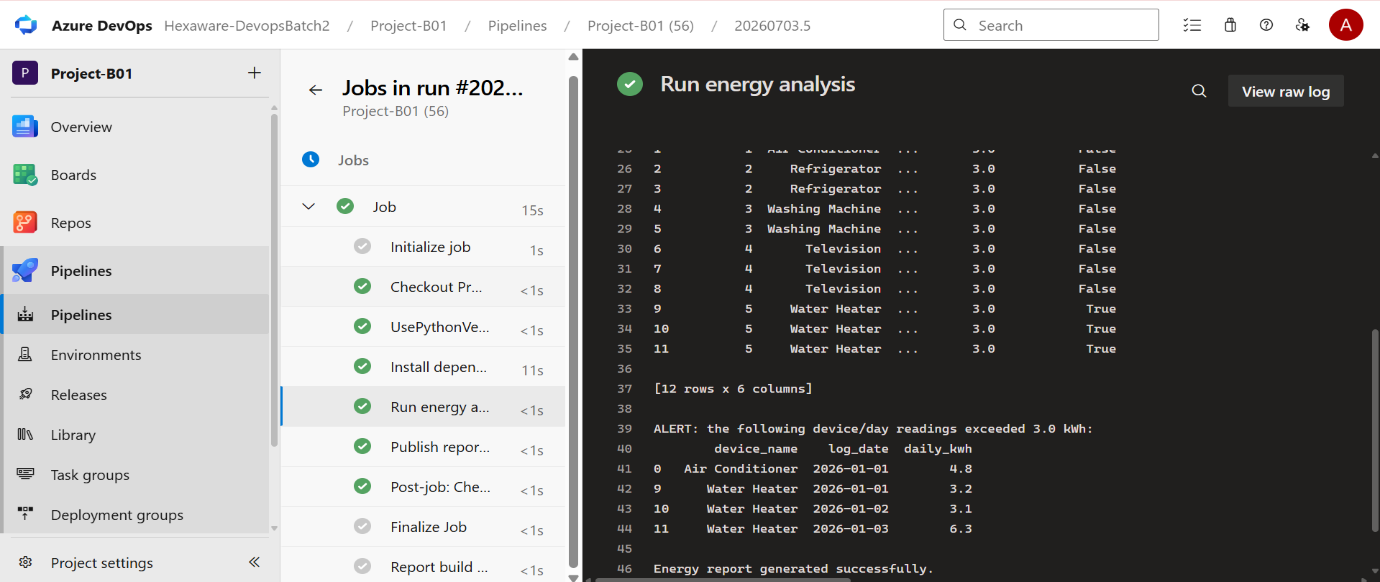 Azure DevOps Hexaware-DevopsBatch2 / Project-B01 / Pipelines / Project-B01 (56) / 20260703.5
Search
A
P Project-B01
Overview
Boards
Repos
Pipelines
Pipelines
Environments
Releases
Library
Task groups
Deployment groups
Project settings
Jobs in run #202...
Project-B01 (56)
Jobs
Job 15s
Initialize job 1s
Checkout Pr... <1s
UsePythonVe... <1s
Install depen... 11s
Run energy a... <1s
Publish repor... <1s
Post-job: Che... <1s
Finalize Job <1s
Report build ... <1s
Run energy analysis
View raw log
25 1 1 Air Conditioner ... 3.0 False
26 2 2 Refrigerator ... 3.0 False
27 3 2 Refrigerator ... 3.0 False
28 4 3 Washing Machine ... 3.0 False
29 5 3 Washing Machine ... 3.0 False
30 6 4 Television ... 3.0 False
31 7 4 Television ... 3.0 False
32 8 4 Television ... 3.0 False
33 9 5 Water Heater ... 3.0 True
34 10 5 Water Heater ... 3.0 True
35 11 5 Water Heater ... 3.0 True
36
37 [12 rows x 6 columns]
38
39 ALERT: the following device/day readings exceeded 3.0 kWh:
40 device_name log_date daily_kwh
41 0 Air Conditioner 2026-01-01 4.8
42 9 Water Heater 2026-01-01 3.2
43 10 Water Heater 2026-01-02 3.1
44 11 Water Heater 2026-01-03 6.3
45
46 Energy report generated successfully.